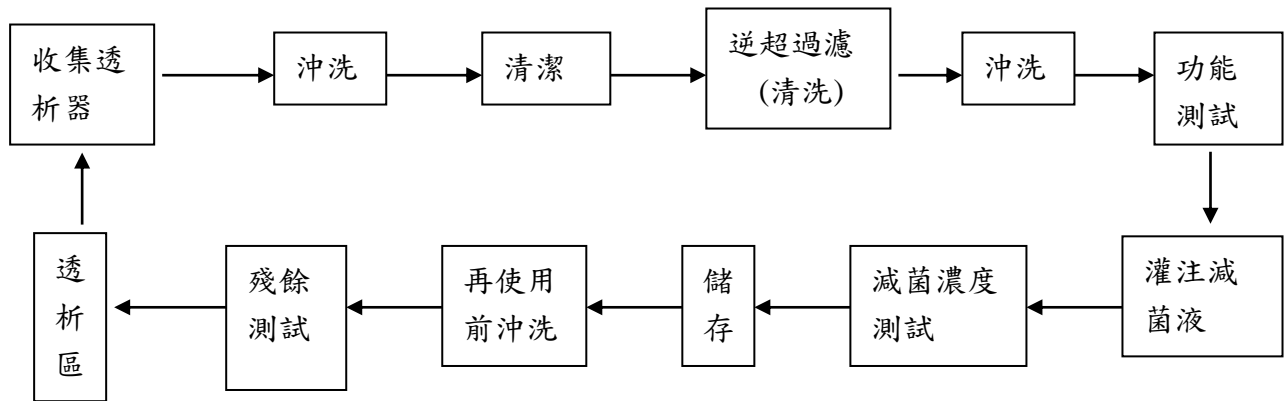 收集透
析器
沖洗
清潔
逆超過濾
(清洗)
沖洗
功能
測試
灌注減
菌液
減菌濃度
測試
儲
存
再使用
前沖洗
殘餘
測試
透
析
區